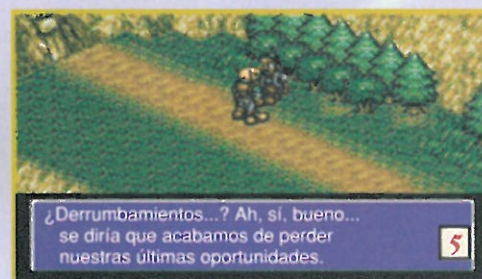 ¿Derrumbamientos...? Ah, sí, bueno...
se diría que acabamos de perder
nuestras últimas oportunidades.
5